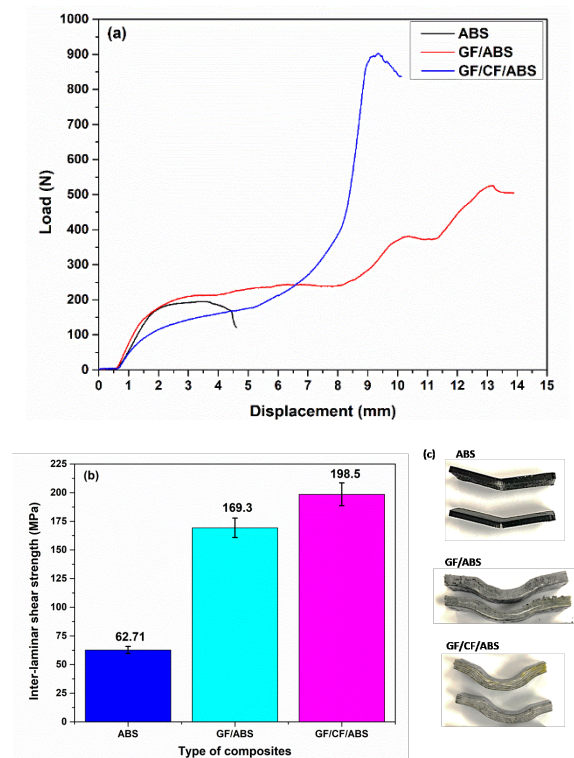 (a)
ABS
GF/ABS
GF/CF/ABS
1000
900
800
700
600
500
400
300
200
100
0
Load (N)
0 1 2 3 4 5 6 7 8 9 10 11 12 13 14 15
Displacement (mm)
(b)
225
200
175
150
125
100
75
50
25
0
Inter-laminar shear strength (MPa)
62.71
169.3
198.5
ABS GF/ABS GF/CF/ABS
Type of composites
(c) ABS
GF/ABS
GF/CF/ABS